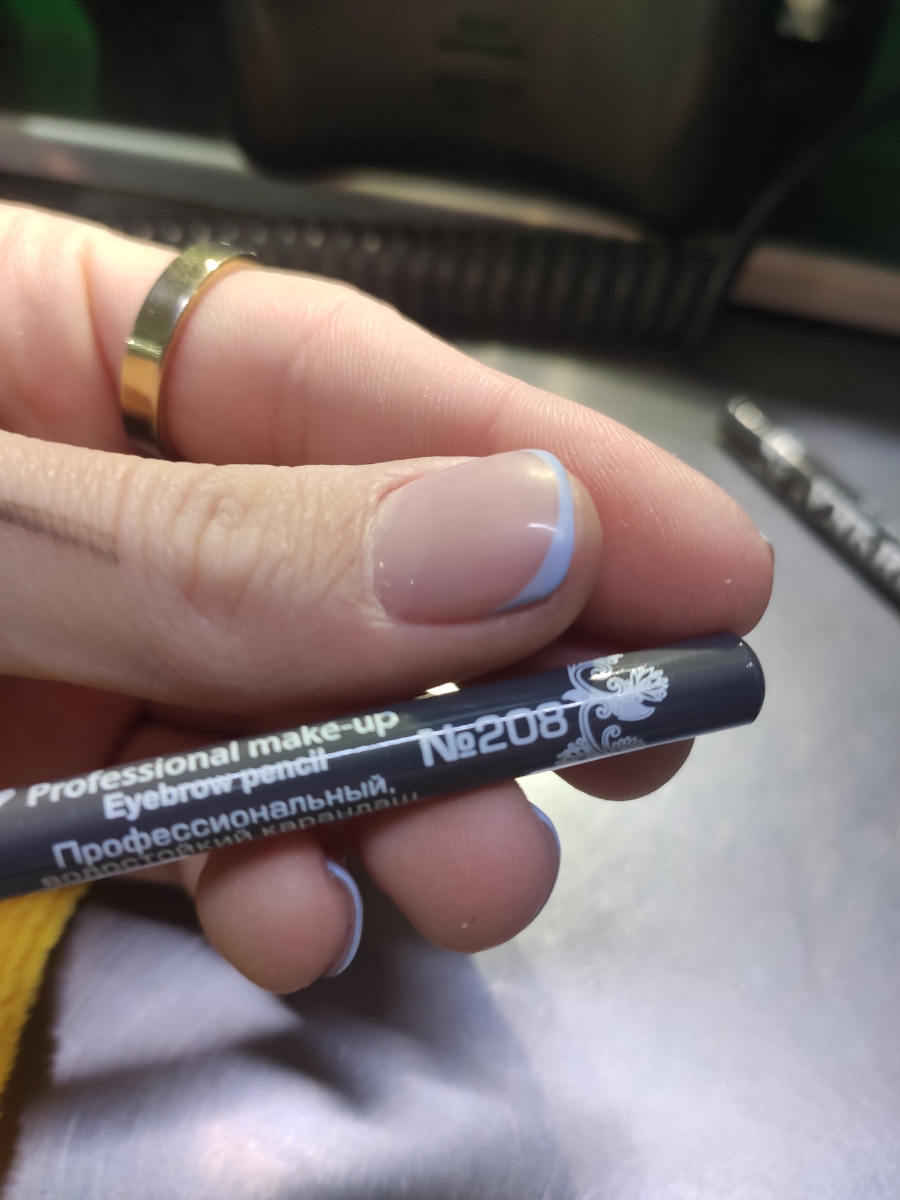 Professional make-up
Eyebrow pencil
Профессиональный,
водостойкий карандаш
№208